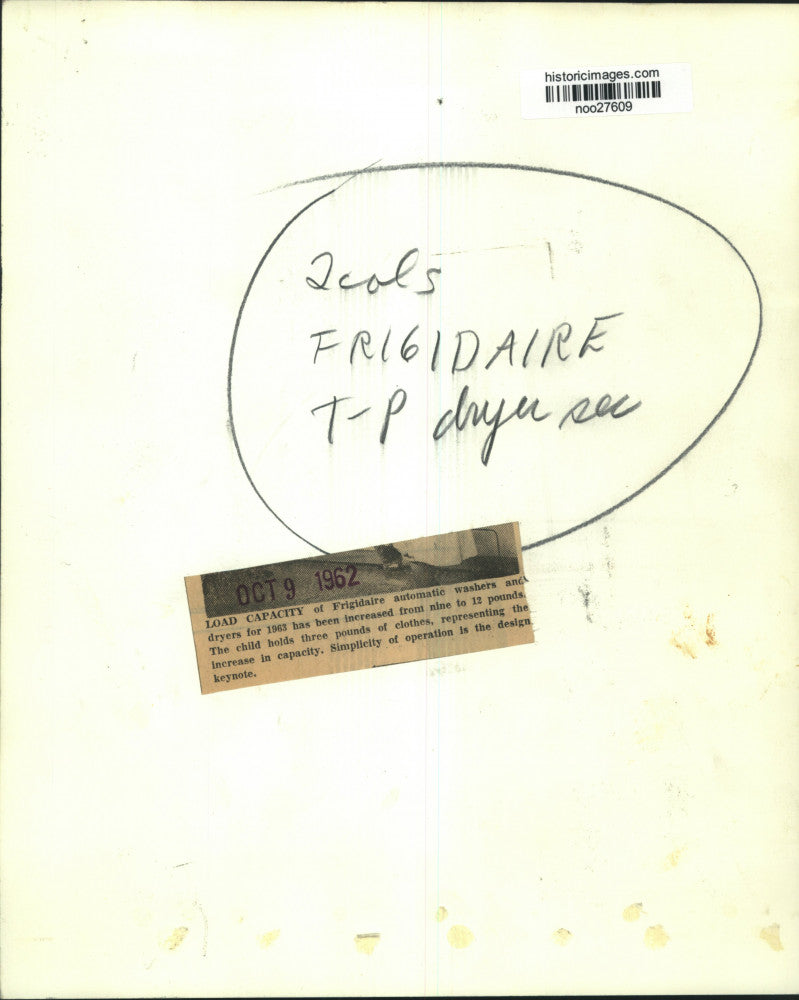 historicimages.com
noo27609
2cols
FRIGIDAIRE
T-P dryer sec
OCT 9 1962
LOAD CAPACITY of Frigidaire automatic washers and
dryers for 1963 has been increased from nine to 12 pounds.
The child holds three pounds of clothes, representing the
increase in capacity. Simplicity of operation is the design
keynote.